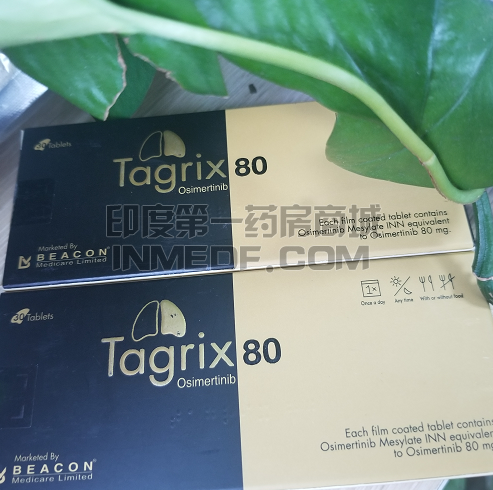 30 Tablets
Tagrix 80
Osimertinib
Each film coated tablet contains
Osimertinib Mesylate INN equivalent
to Osimertinib 80 mg.
Marketed By
BEACON
Medicare Limited
印度第一药房商城
INMEDF.COM
1x
Once a day
Any time
With or without food
30 Tablets
Tagrix 80
Osimertinib
Each film coated tablet contains
Osimertinib Mesylate INN equivalen
to Osimertinib 80 mg
Marketed By
BEACON
Medicare Limited